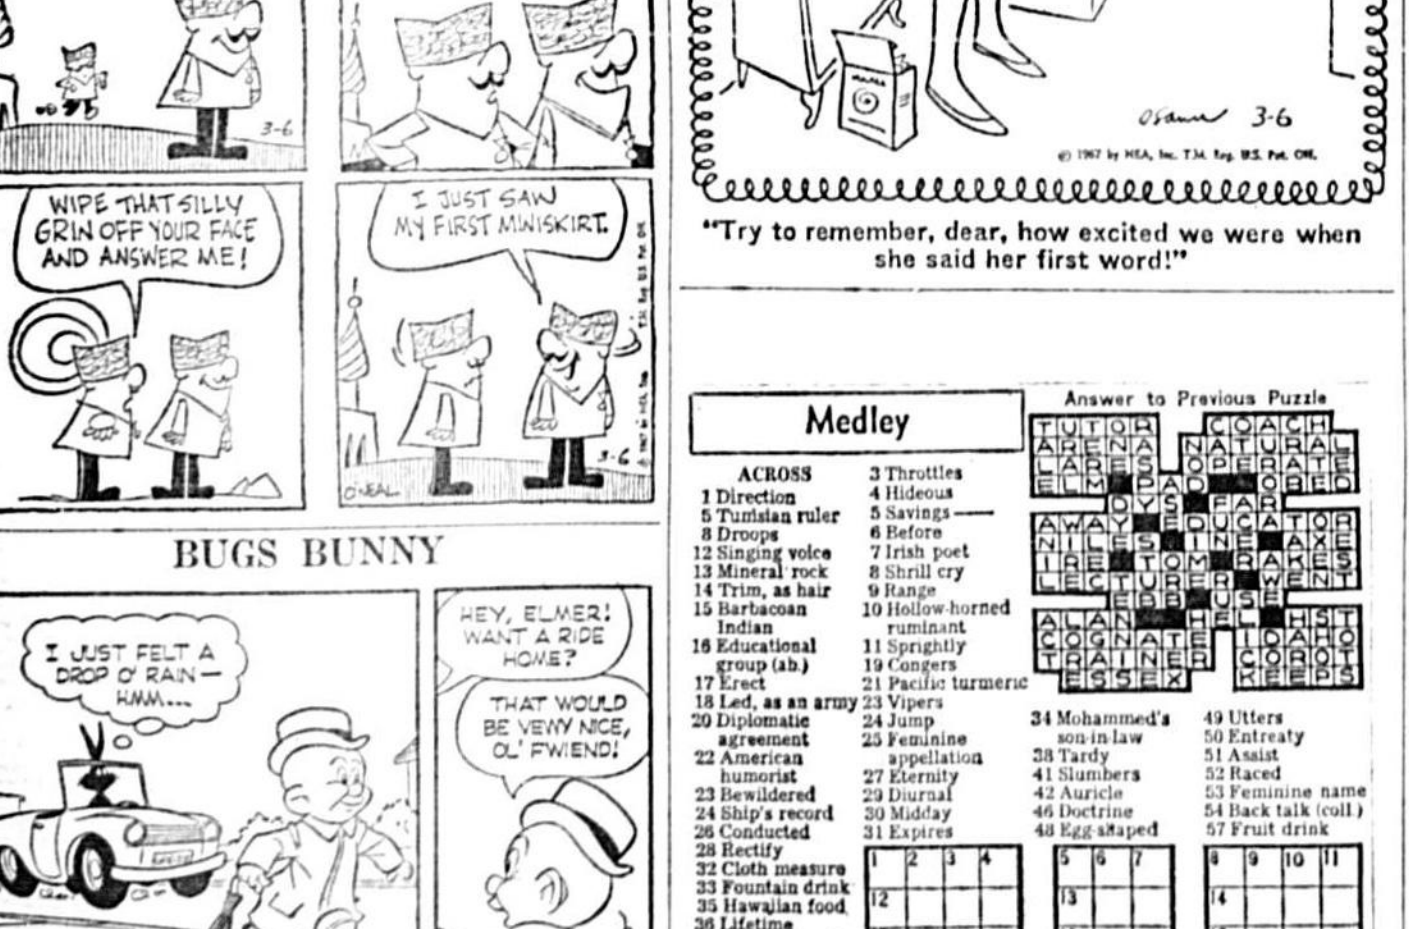 3-6
WIPE THAT SILLY
GRIN OFF YOUR FACE
AND ANSWER ME!
I JUST SAW
MY FIRST MINISKIRT.
3-6
O'NEAL
BUGS BUNNY
I JUST FELT A
DROP O' RAIN—
HMM...
HEY, ELMER!
WANT A RIDE
HOME?
THAT WOULD
BE VEWY NICE,
OL' FWIEND!
3-6
© 1967 by NEA, Inc. T.M. Reg. U.S. Pat. Off.
"Try to remember, dear, how excited we were when
she said her first word!"
Medley
ACROSS
1 Direction
5 Tunisian ruler
8 Droops
12 Singing voice
13 Mineral rock
14 Trim, as hair
15 Barbacoan
Indian
16 Educational
group (ab.)
17 Erect
18 Led, as an army
20 Diplomatic
agreement
22 American
humorist
23 Bewildered
24 Ship's record
26 Conducted
28 Rectify
32 Cloth measure
33 Fountain drink
35 Hawaiian food
36 Lifetime
3 Throttles
4 Hideous
5 Savings ——
6 Before
7 Irish poet
8 Shrill cry
9 Range
10 Hollow-horned
ruminant
11 Sprightly
19 Congers
21 Pacific turmeric
23 Vipers
24 Jump
25 Feminine
appellation
27 Eternity
29 Diurnal
30 Midday
31 Expires
Answer to Previous Puzzle
TUTOR COACH
ARENA NATURAL
LARES OPERATE
ELM PAD ROBED
DYS FAR
AWAY EDUCATOR
NILES INE AXE
IRE TOM RAKES
LECTURER WENT
EBB USE
ALAN HEL HST
COGNATE IDAHO
TRAINER COROT
ESSEX KEEPS
34 Mohammed's
son-in-law
38 Tardy
41 Slumbers
42 Auricle
46 Doctrine
48 Egg-shaped
49 Utters
50 Entreaty
51 Assist
52 Raced
53 Feminine name
54 Back talk (coll.)
57 Fruit drink
1 2 3 4 5 6 7 8 9 10 11
12 13 14